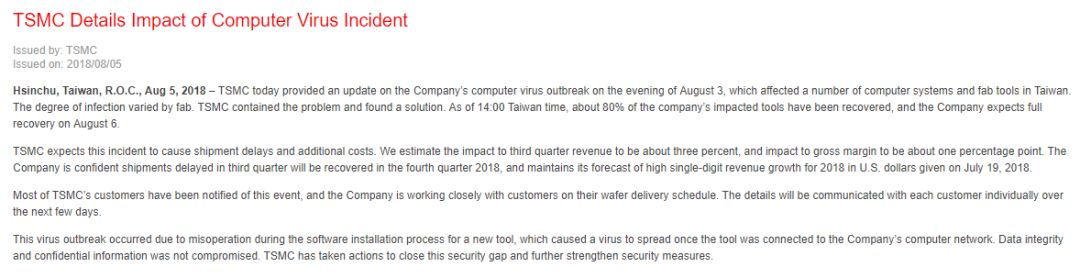 TSMC Details Impact of Computer Virus Incident
Issued by: TSMC
Issued on: 2018/08/05
Hsinchu, Taiwan, R.O.C., Aug 5, 2018 – TSMC today provided an update on the Company's computer virus outbreak on the evening of August 3, which affected a number of computer systems and fab tools in Taiwan.
The degree of infection varied by fab. TSMC contained the problem and found a solution. As of 14:00 Taiwan time, about 80% of the company's impacted tools have been recovered, and the Company expects full
recovery on August 6.
TSMC expects this incident to cause shipment delays and additional costs. We estimate the impact to third quarter revenue to be about three percent, and impact to gross margin to be about one percentage point. The
Company is confident shipments delayed in third quarter will be recovered in the fourth quarter 2018, and maintains its forecast of high single-digit revenue growth for 2018 in U.S. dollars given on July 19, 2018.
Most of TSMC's customers have been notified of this event, and the Company is working closely with customers on their wafer delivery schedule. The details will be communicated with each customer individually over
the next few days.
This virus outbreak occurred due to misoperation during the software installation process for a new tool, which caused a virus to spread once the tool was connected to the Company's computer network. Data integrity
and confidential information was not compromised. TSMC has taken actions to close this security gap and further strengthen security measures.